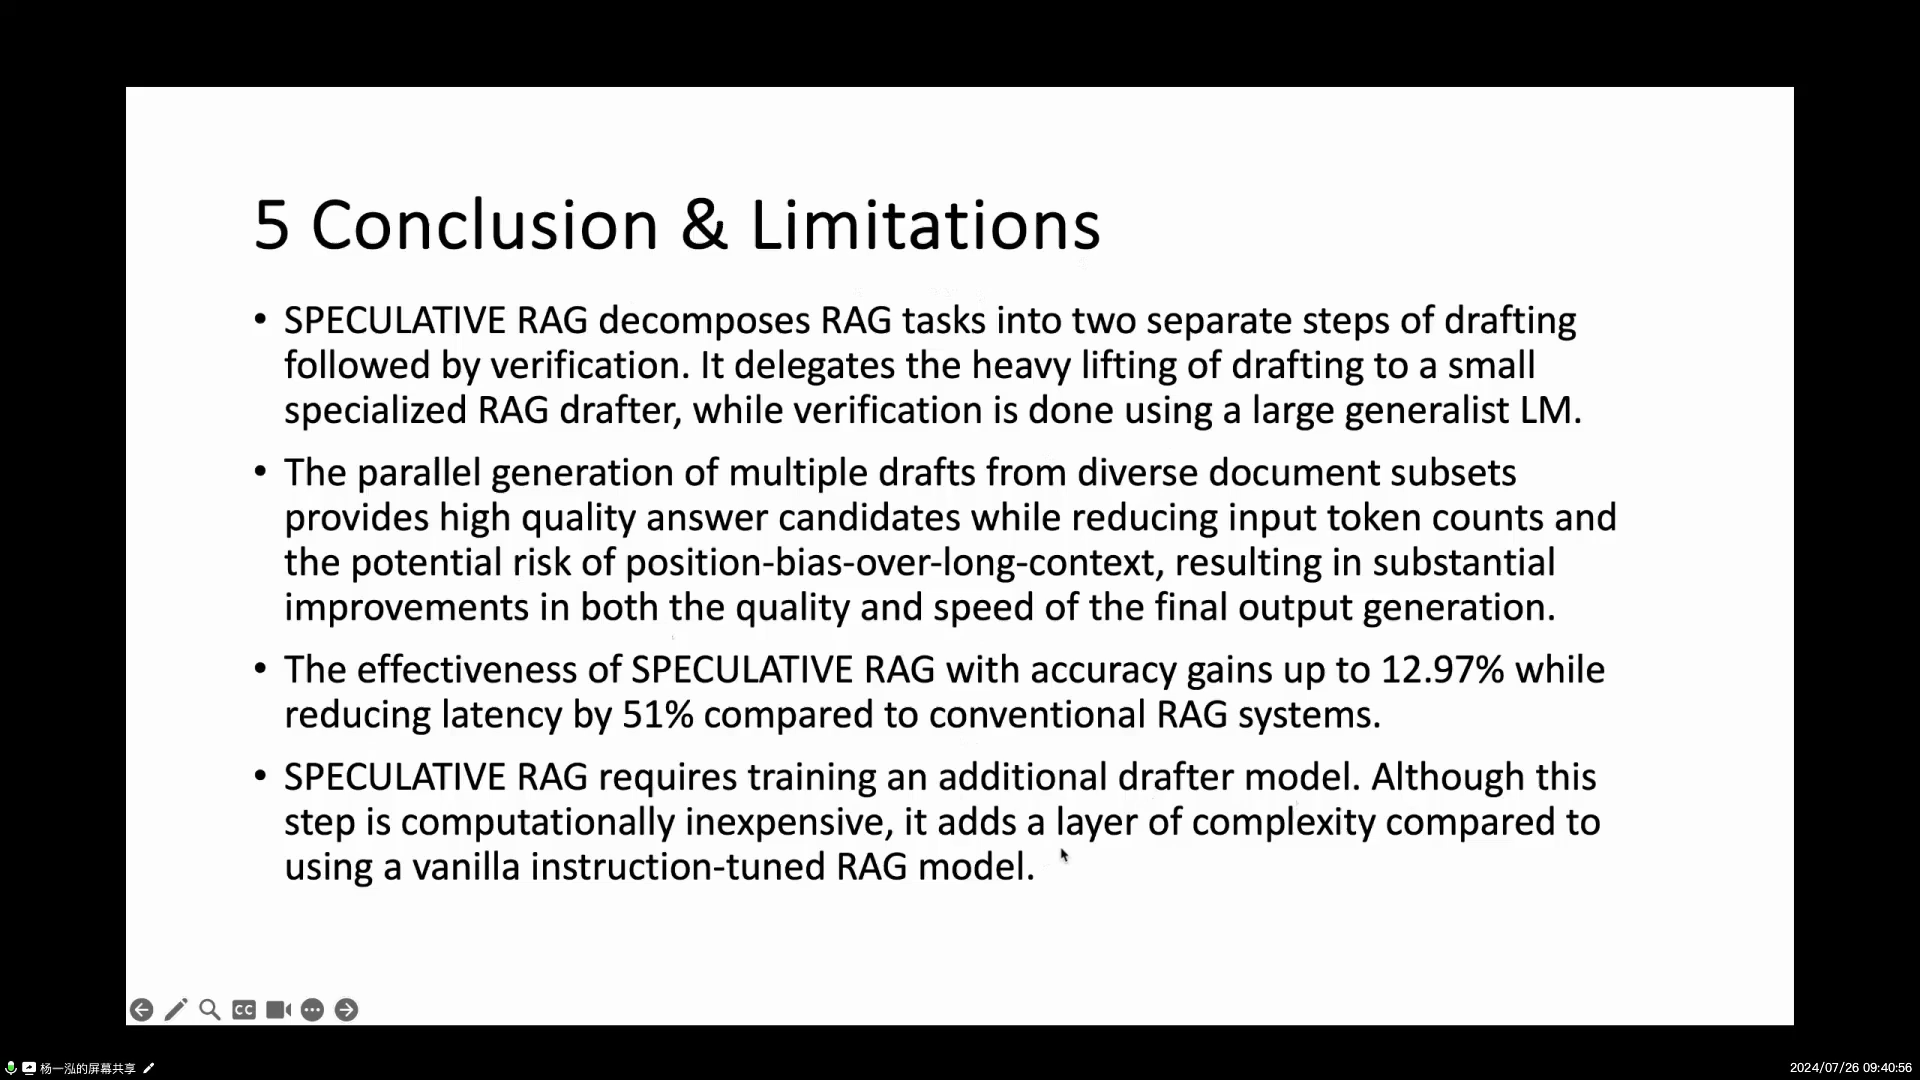 5 Conclusion & Limitations
• SPECULATIVE RAG decomposes RAG tasks into two separate steps of drafting
followed by verification. It delegates the heavy lifting of drafting to a small
specialized RAG drafter, while verification is done using a large generalist LM.
• The parallel generation of multiple drafts from diverse document subsets
provides high quality answer candidates while reducing input token counts and
the potential risk of position-bias-over-long-context, resulting in substantial
improvements in both the quality and speed of the final output generation.
• The effectiveness of SPECULATIVE RAG with accuracy gains up to 12.97% while
reducing latency by 51% compared to conventional RAG systems.
• SPECULATIVE RAG requires training an additional drafter model. Although this
step is computationally inexpensive, it adds a layer of complexity compared to
using a vanilla instruction-tuned RAG model.
CC
杨一泓的屏幕共享
2024/07/26 09:40:56